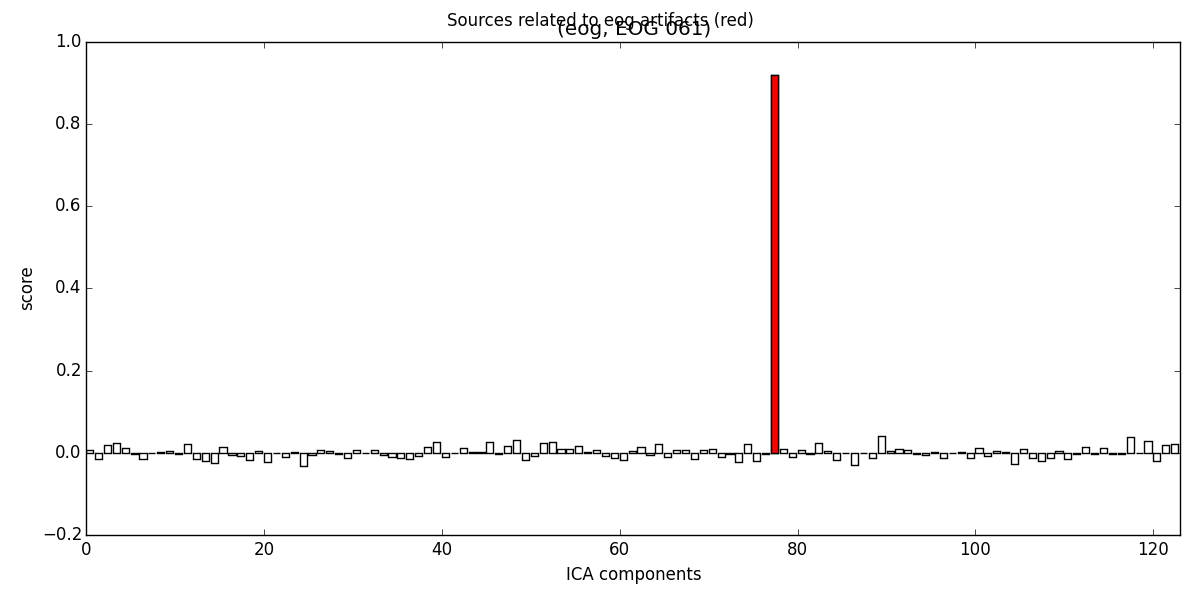 Sources related to eog artifacts (red)
(eog, EOG 061)
1.0
0.8
0.6
0.4
0.2
0.0
−0.2
score
0 20 40 60 80 100 120
ICA components